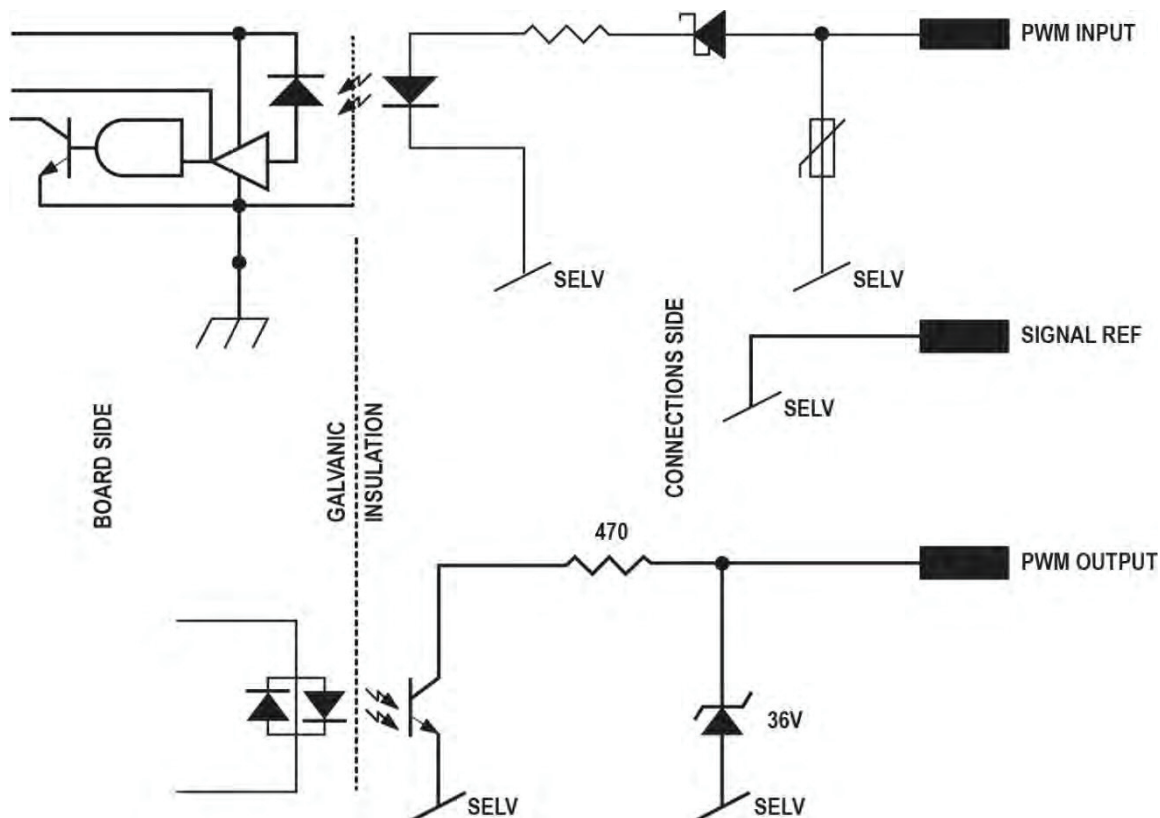 PWM INPUT
SELV
SELV
SIGNAL REF
SELV
BOARD SIDE
GALVANIC
INSULATION
CONNECTIONS SIDE
470
PWM OUTPUT
36V
SELV
SELV